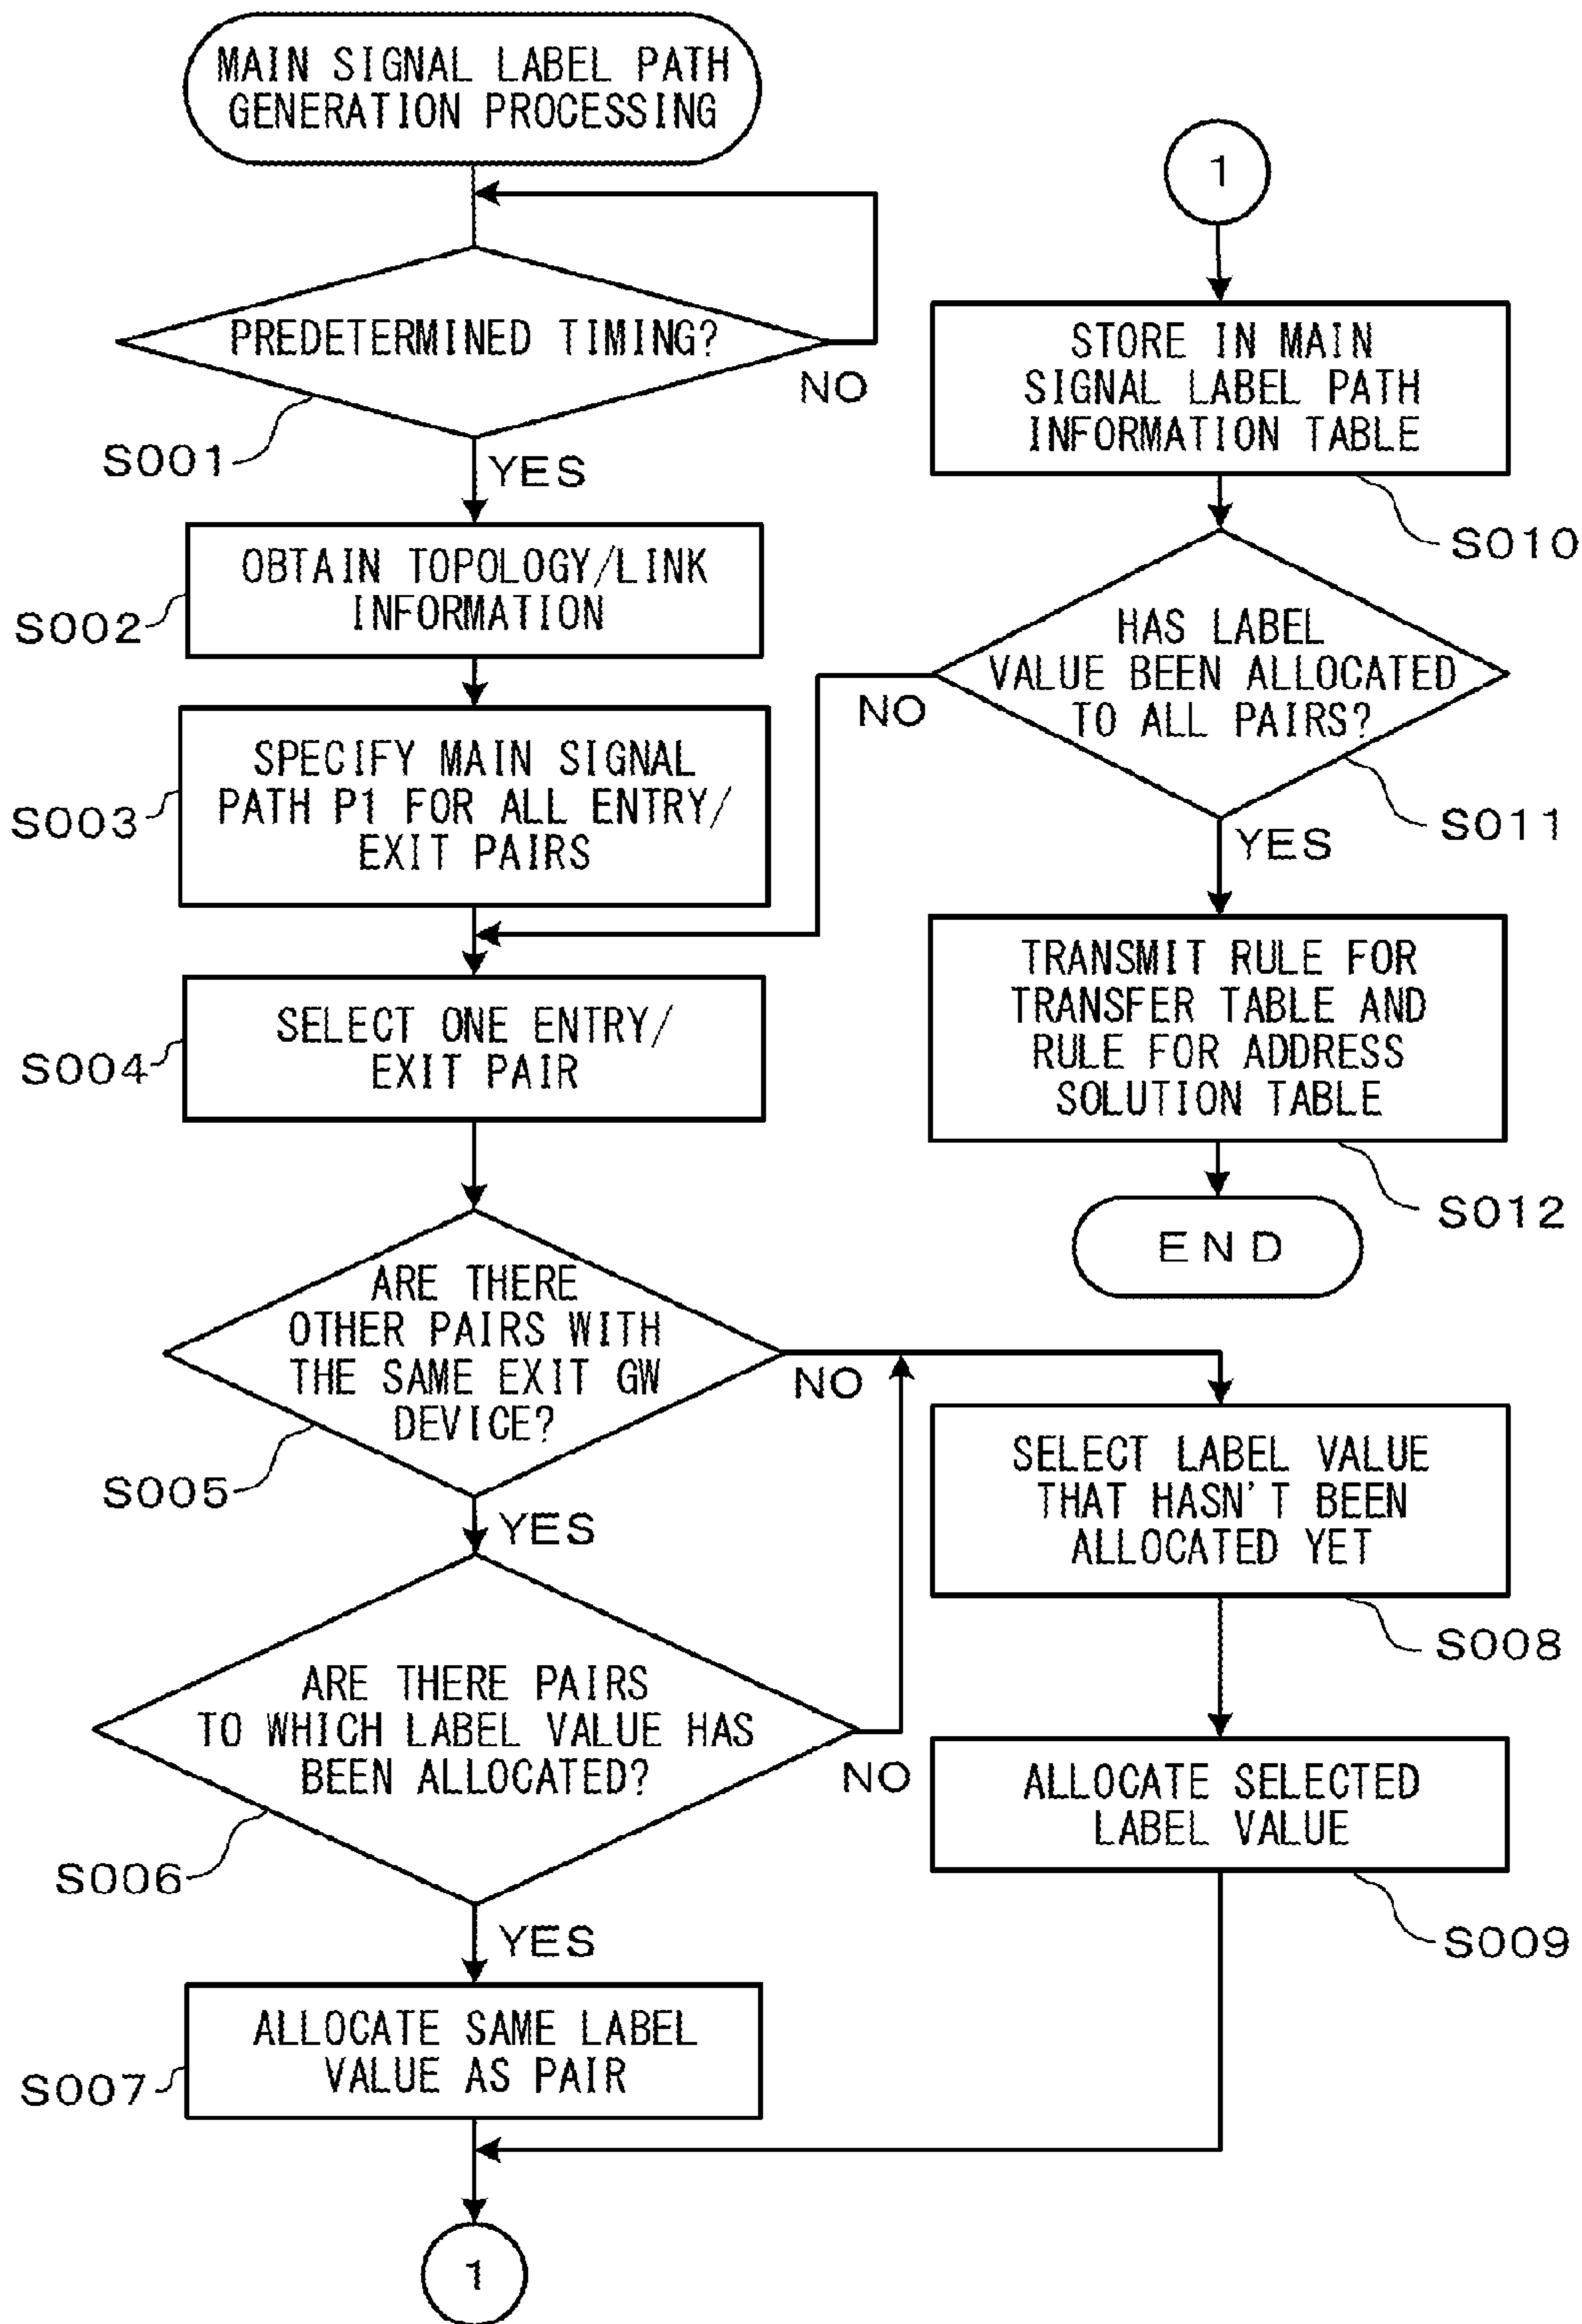 MAIN SIGNAL LABEL PATH
GENERATION PROCESSING
PREDETERMINED TIMING?
NO
S001
YES
OBTAIN TOPOLOGY/LINK
INFORMATION
S002
SPECIFY MAIN SIGNAL
PATH P1 FOR ALL ENTRY/
EXIT PAIRS
S003
SELECT ONE ENTRY/
EXIT PAIR
S004
ARE THERE
OTHER PAIRS WITH
THE SAME EXIT GW
DEVICE?
NO
S005
YES
ARE THERE PAIRS
TO WHICH LABEL VALUE HAS
BEEN ALLOCATED?
NO
S006
YES
ALLOCATE SAME LABEL
VALUE AS PAIR
S007
1
1
STORE IN MAIN
SIGNAL LABEL PATH
INFORMATION TABLE
S010
HAS LABEL
VALUE BEEN ALLOCATED
TO ALL PAIRS?
NO
S011
YES
TRANSMIT RULE FOR
TRANSFER TABLE AND
RULE FOR ADDRESS
SOLUTION TABLE
S012
END
SELECT LABEL VALUE
THAT HASN'T BEEN
ALLOCATED YET
S008
ALLOCATE SELECTED
LABEL VALUE
S009